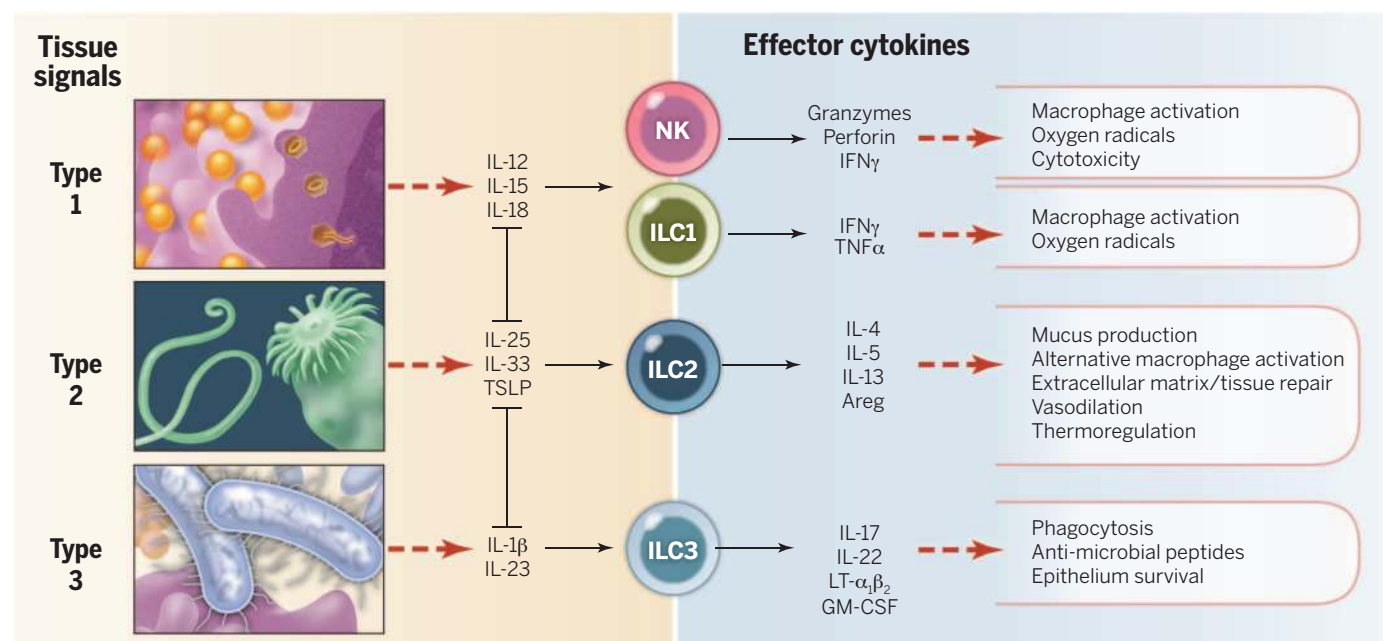 Tissue
signals
Effector cytokines
Type
1
IL-12
IL-15
IL-18
NK
Granzymes
Perforin
IFNγ
Macrophage activation
Oxygen radicals
Cytotoxicity
ILC1
IFNγ
TNFα
Macrophage activation
Oxygen radicals
Type
2
IL-25
IL-33
TSLP
ILC2
IL-4
IL-5
IL-13
Areg
Mucus production
Alternative macrophage activation
Extracellular matrix/tissue repair
Vasodilation
Thermoregulation
Type
3
IL-1β
IL-23
ILC3
IL-17
IL-22
LT-α₁β₂
GM-CSF
Phagocytosis
Anti-microbial peptides
Epithelium survival